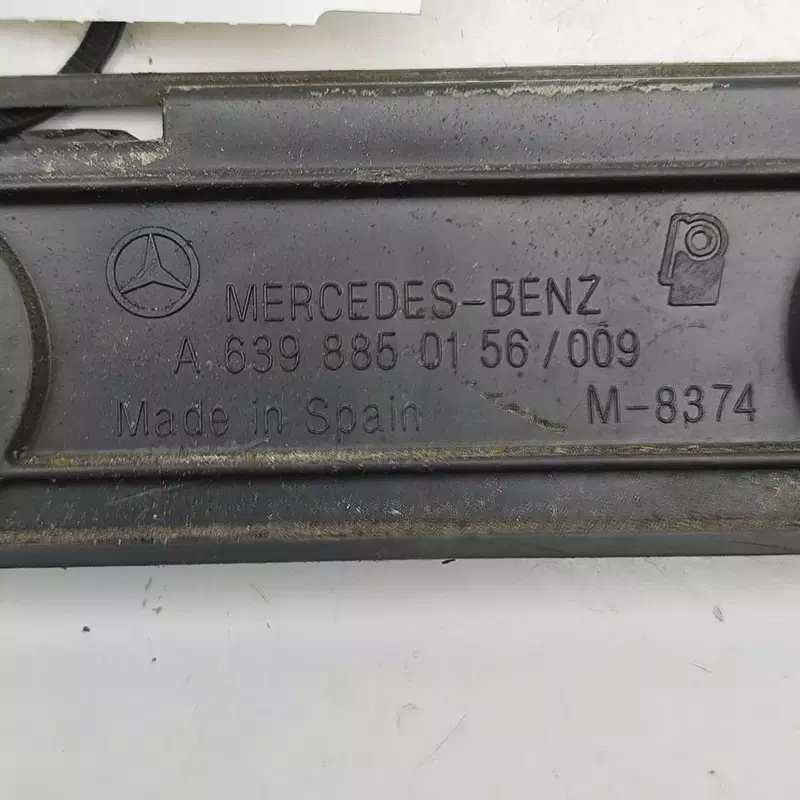 MERCEDES-BENZ
A 639 885 01 56/009
Made in Spain
M-8374